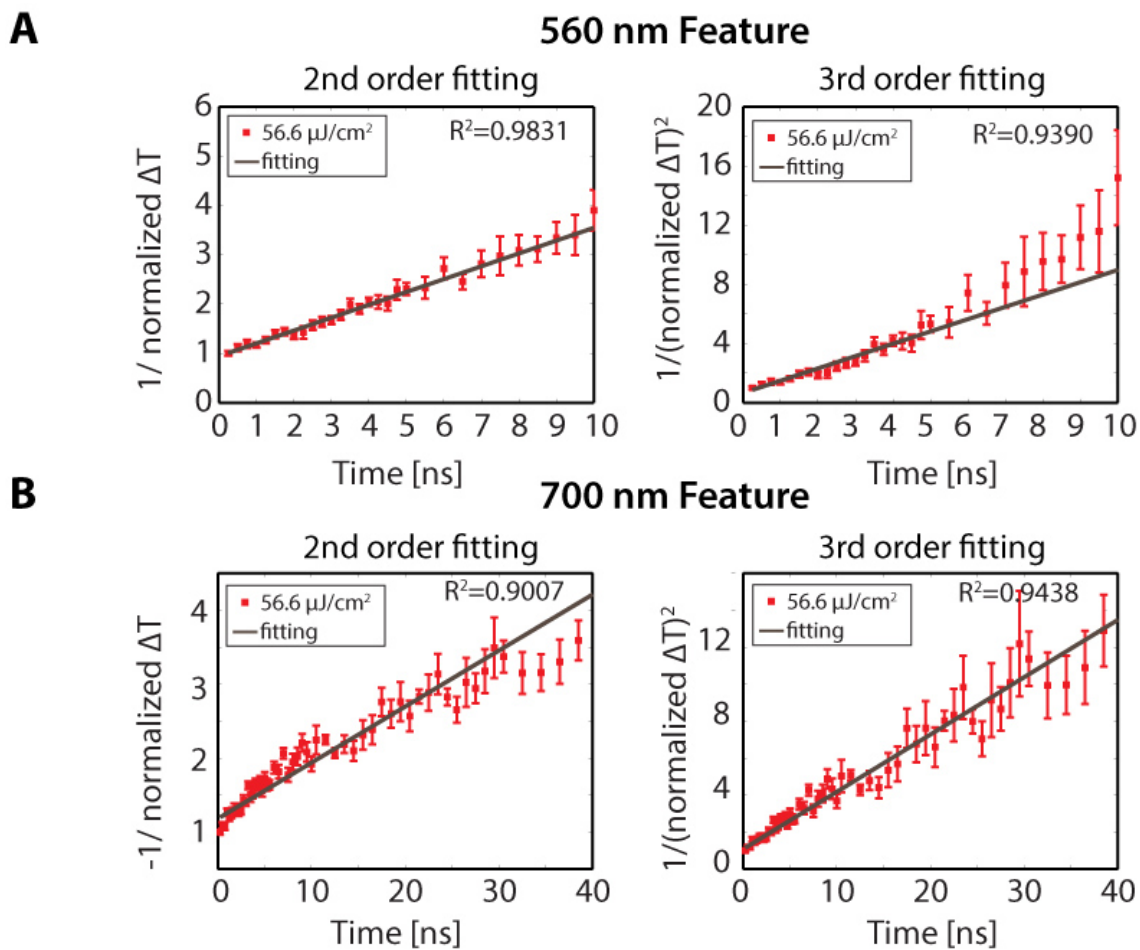 A
560 nm Feature
2nd order fitting
3rd order fitting
1/ normalized ΔT
6
5
4
3
2
1
0
56.6 μJ/cm²
fitting
R²=0.9831
0 1 2 3 4 5 6 7 8 9 10
Time [ns]
1/(normalized ΔT)²
20
16
12
8
4
0
56.6 μJ/cm²
fitting
R²=0.9390
0 1 2 3 4 5 6 7 8 9 10
Time [ns]
B
700 nm Feature
2nd order fitting
3rd order fitting
-1/ normalized ΔT
4
3
2
1
56.6 μJ/cm²
fitting
R²=0.9007
0 10 20 30 40
Time [ns]
1/(normalized ΔT)²
12
8
4
0
56.6 μJ/cm²
fitting
R²=0.9438
0 10 20 30 40
Time [ns]